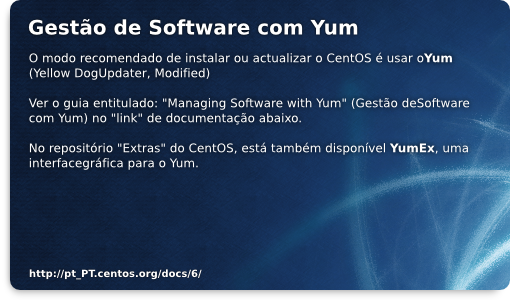 Gestão de Software com Yum
O modo recomendado de instalar ou actualizar o CentOS é usar oYum
(Yellow DogUpdater, Modified)
Ver o guia entitulado: "Managing Software with Yum" (Gestão deSoftware
com Yum) no "link" de documentação abaixo.
No repositório "Extras" do CentOS, está também disponível YumEx, uma
interfacegráfica para o Yum.
http://pt_PT.centos.org/docs/6/